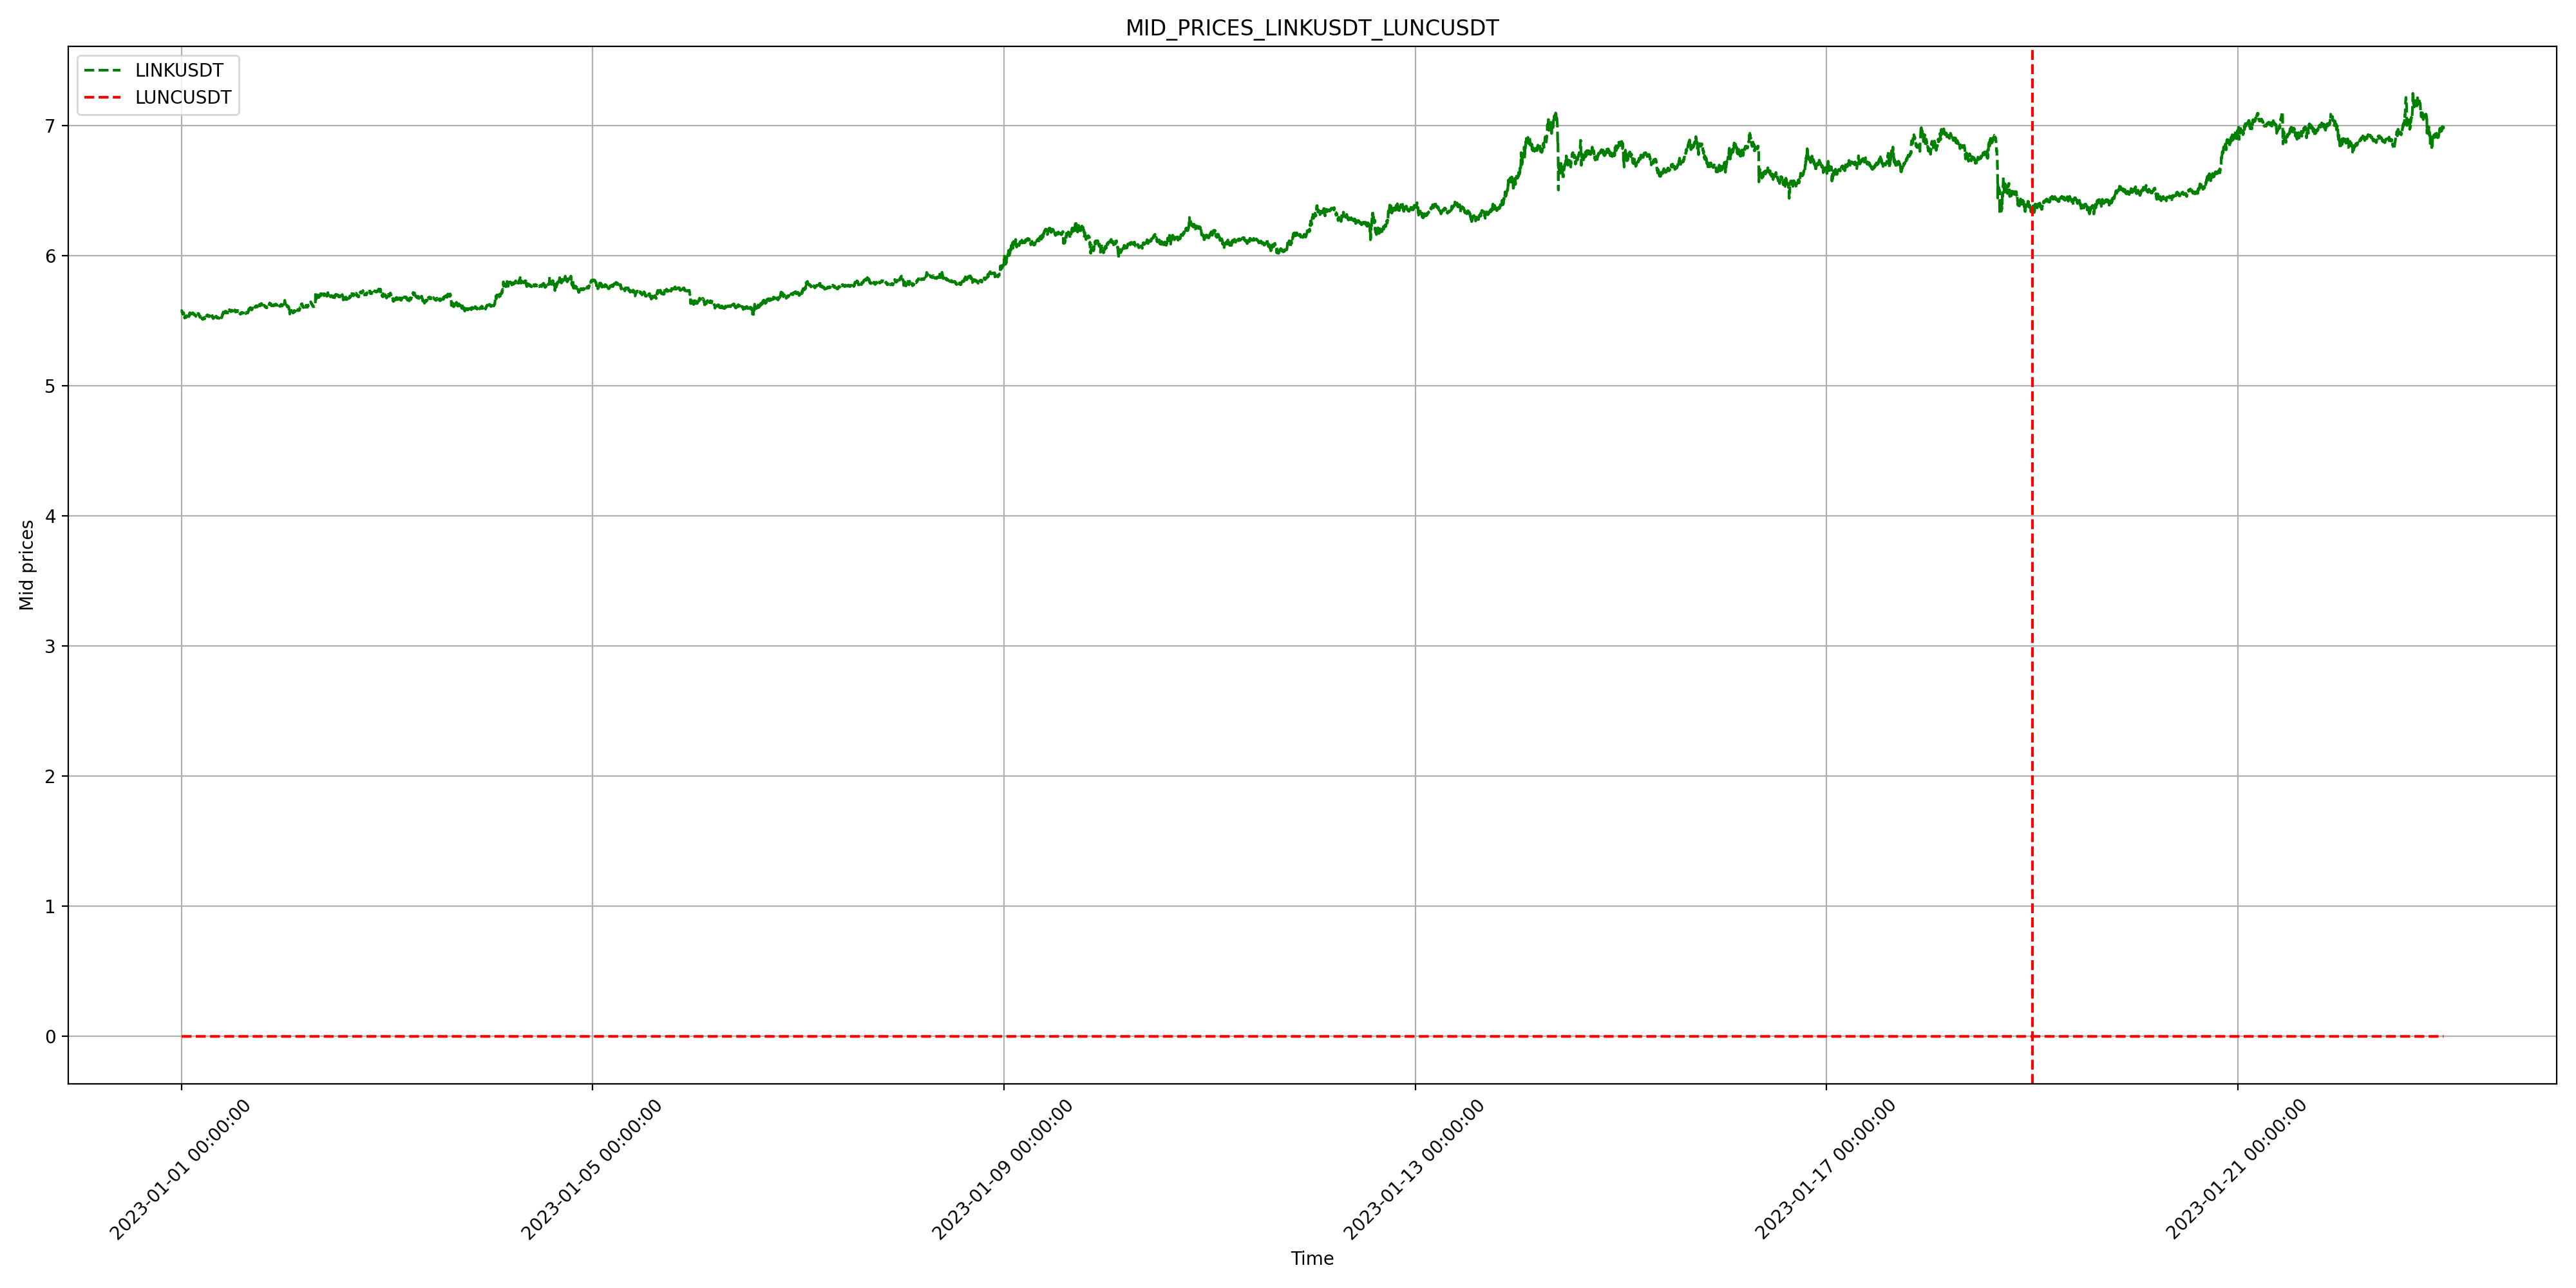 MID_PRICES_LINKUSDT_LUNCUSDT
LINKUSDT
LUNCUSDT
7
6
5
4
3
2
1
0
Mid prices
2023-01-01 00:00:00
2023-01-05 00:00:00
2023-01-09 00:00:00
2023-01-13 00:00:00
2023-01-17 00:00:00
2023-01-21 00:00:00
Time